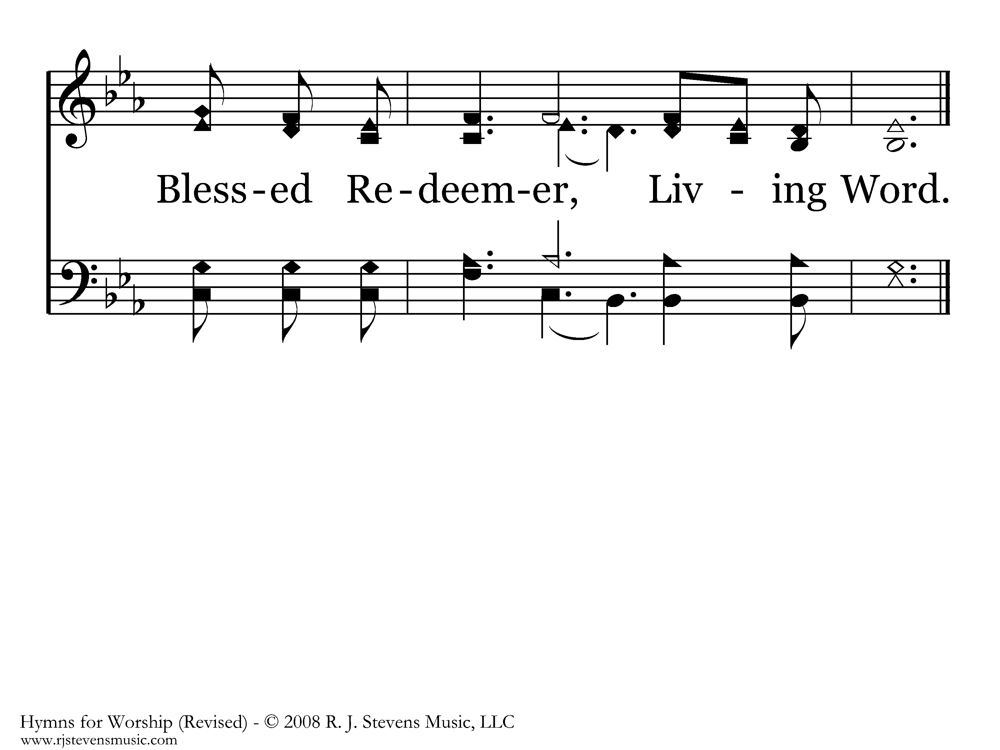 Bless-ed Re-deem-er, Liv - ing Word.
Hymns for Worship (Revised) - © 2008 R. J. Stevens Music, LLC
www.rjstevensmusic.com